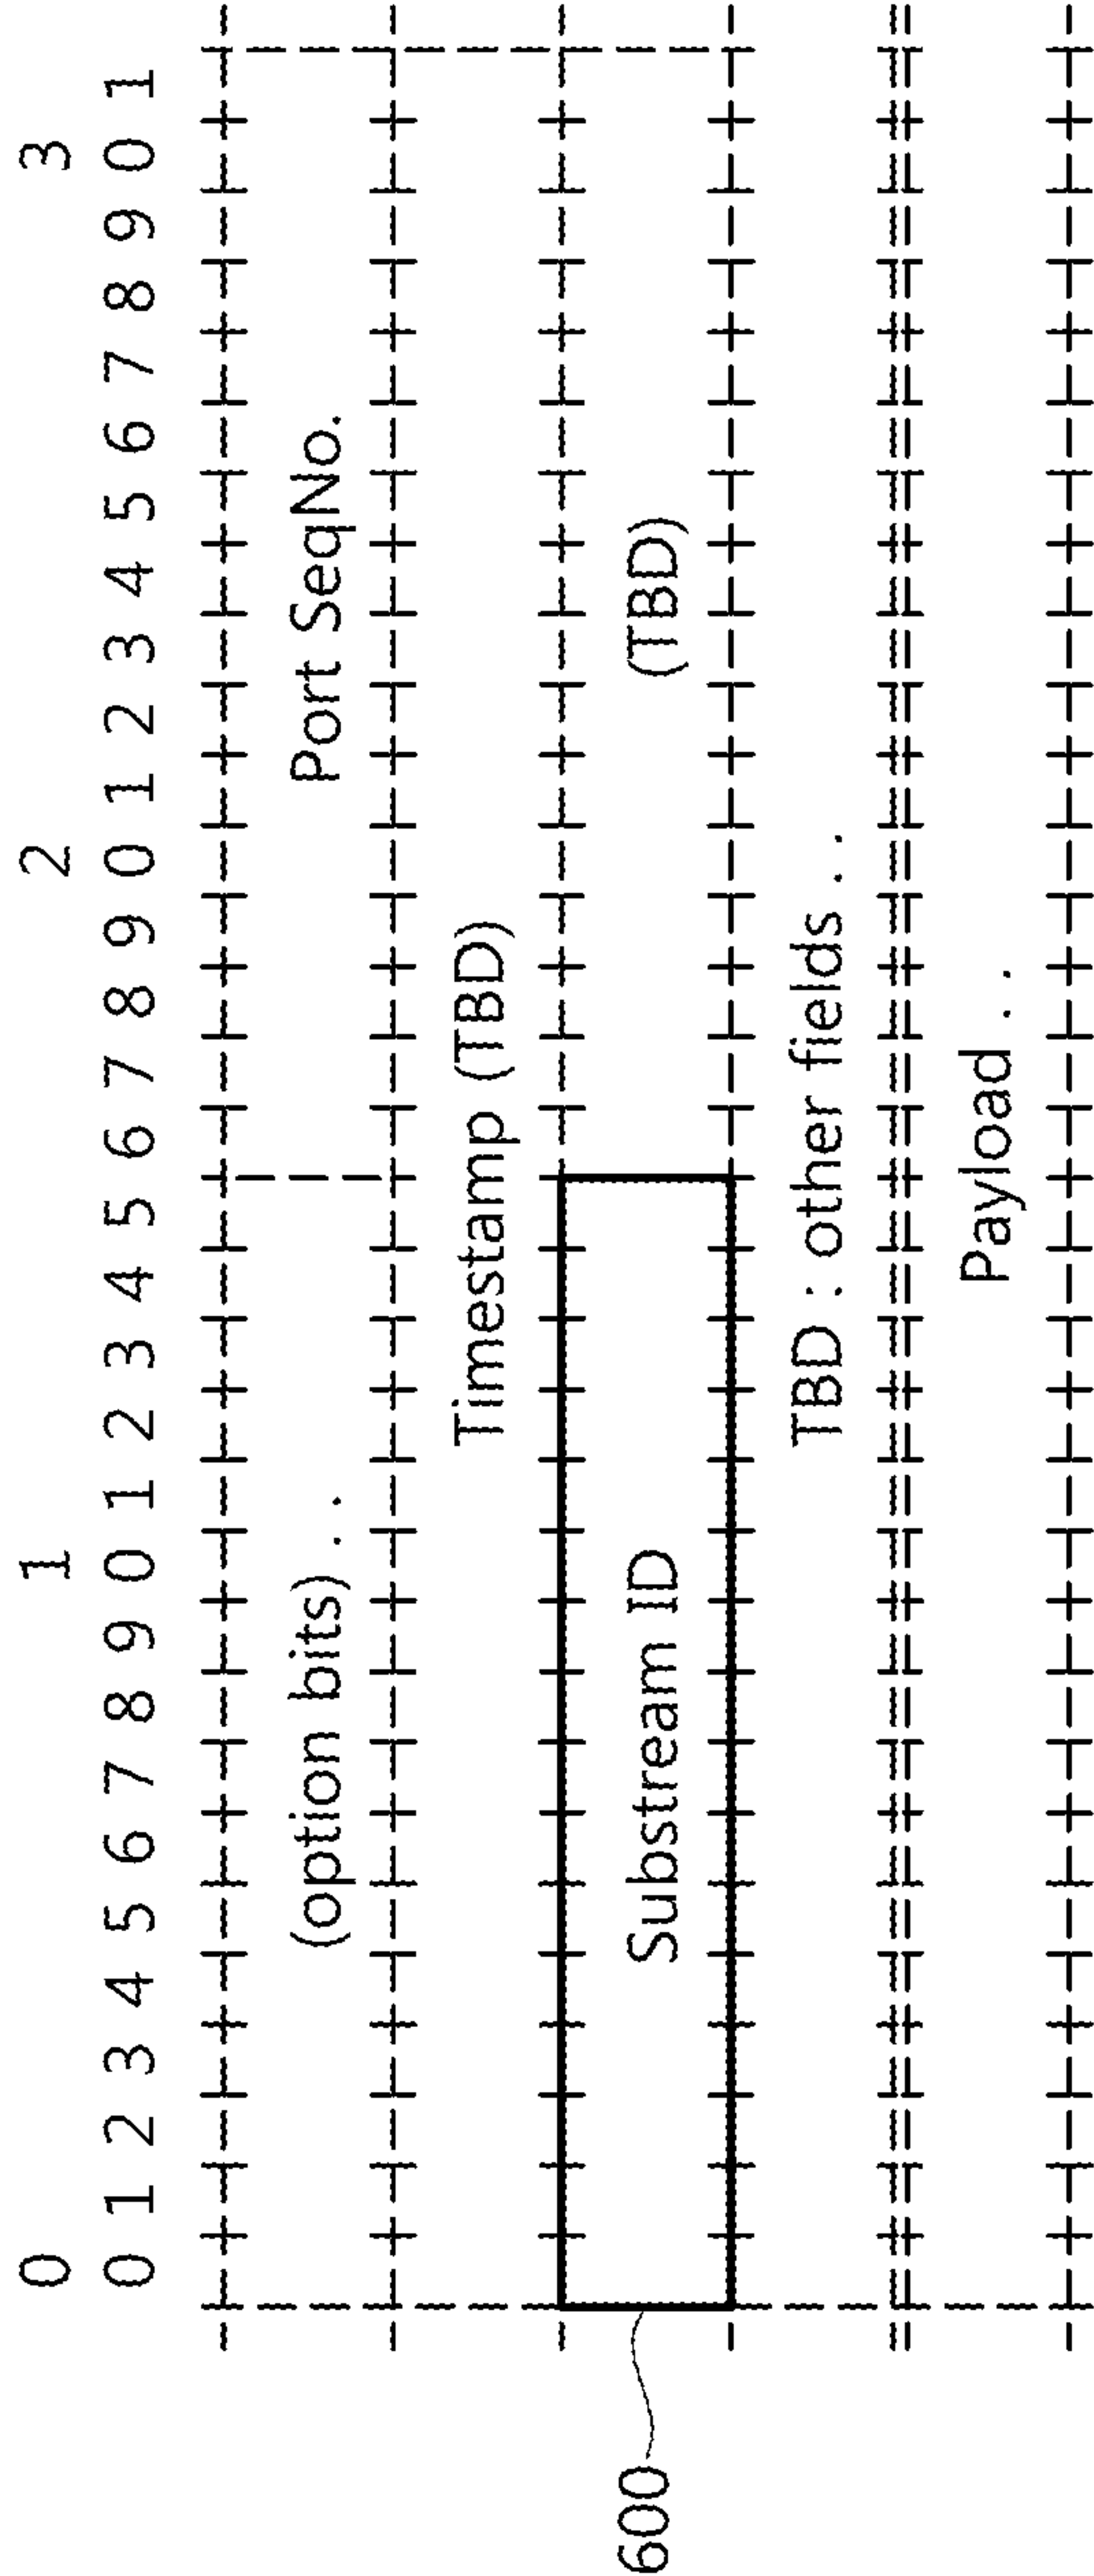 0 1 2 3
0 1 2 3 4 5 6 7 8 9 0 1 2 3 4 5 6 7 8 9 0 1 2 3 4 5 6 7 8 9 0 1
(option bits) . . Port SeqNo.
Timestamp (TBD)
600 Substream ID (TBD)
TBD : other fields . .
Payload . .